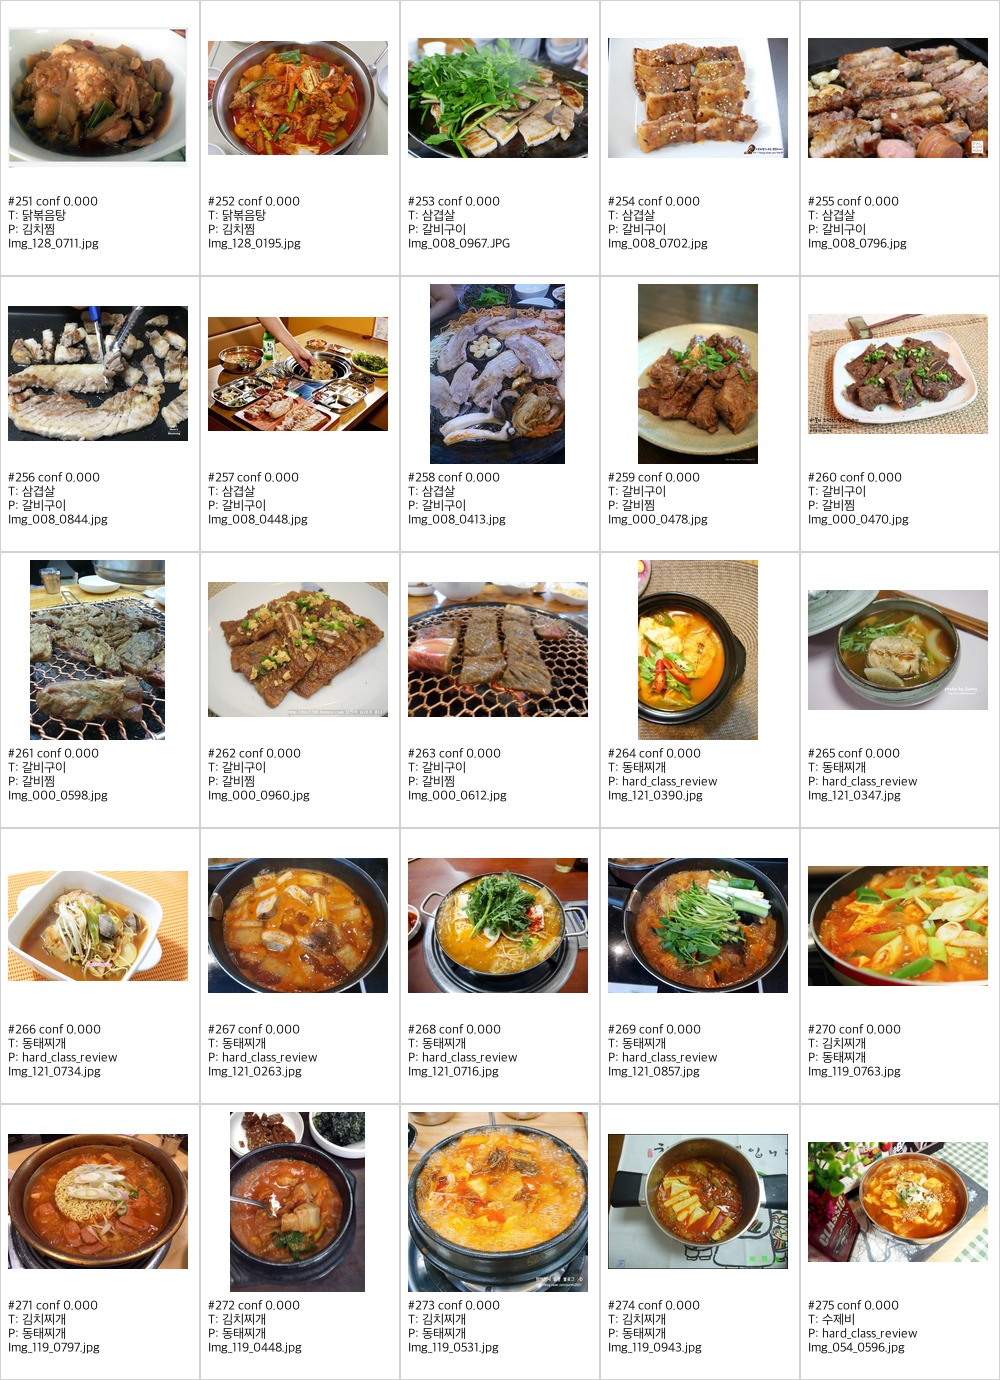 #251 conf 0.000
T: 닭볶음탕
P: 김치찜
Img_128_0711.jpg
#252 conf 0.000
T: 닭볶음탕
P: 김치찜
Img_128_0195.jpg
#253 conf 0.000
T: 삼겹살
P: 갈비구이
Img_008_0967.JPG
#254 conf 0.000
T: 삼겹살
P: 갈비구이
Img_008_0702.jpg
#255 conf 0.000
T: 삼겹살
P: 갈비구이
Img_008_0796.jpg
#256 conf 0.000
T: 삼겹살
P: 갈비구이
Img_008_0844.jpg
#257 conf 0.000
T: 삼겹살
P: 갈비구이
Img_008_0448.jpg
#258 conf 0.000
T: 삼겹살
P: 갈비구이
Img_008_0413.jpg
#259 conf 0.000
T: 갈비구이
P: 갈비찜
Img_000_0478.jpg
#260 conf 0.000
T: 갈비구이
P: 갈비찜
Img_000_0470.jpg
#261 conf 0.000
T: 갈비구이
P: 갈비찜
Img_000_0598.jpg
#262 conf 0.000
T: 갈비구이
P: 갈비찜
Img_000_0960.jpg
#263 conf 0.000
T: 갈비구이
P: 갈비찜
Img_000_0612.jpg
#264 conf 0.000
T: 동태찌개
P: hard_class_review
Img_121_0390.jpg
#265 conf 0.000
T: 동태찌개
P: hard_class_review
Img_121_0347.jpg
#266 conf 0.000
T: 동태찌개
P: hard_class_review
Img_121_0734.jpg
#267 conf 0.000
T: 동태찌개
P: hard_class_review
Img_121_0263.jpg
#268 conf 0.000
T: 동태찌개
P: hard_class_review
Img_121_0716.jpg
#269 conf 0.000
T: 동태찌개
P: hard_class_review
Img_121_0857.jpg
#270 conf 0.000
T: 김치찌개
P: 동태찌개
Img_119_0763.jpg
CLASSIC
#271 conf 0.000
T: 김치찌개
P: 동태찌개
Img_119_0797.jpg
#272 conf 0.000
T: 김치찌개
P: 동태찌개
Img_119_0448.jpg
#273 conf 0.000
T: 김치찌개
P: 동태찌개
Img_119_0531.jpg
#274 conf 0.000
T: 김치찌개
P: 동태찌개
Img_119_0943.jpg
#275 conf 0.000
T: 수제비
P: hard_class_review
Img_054_0596.jpg